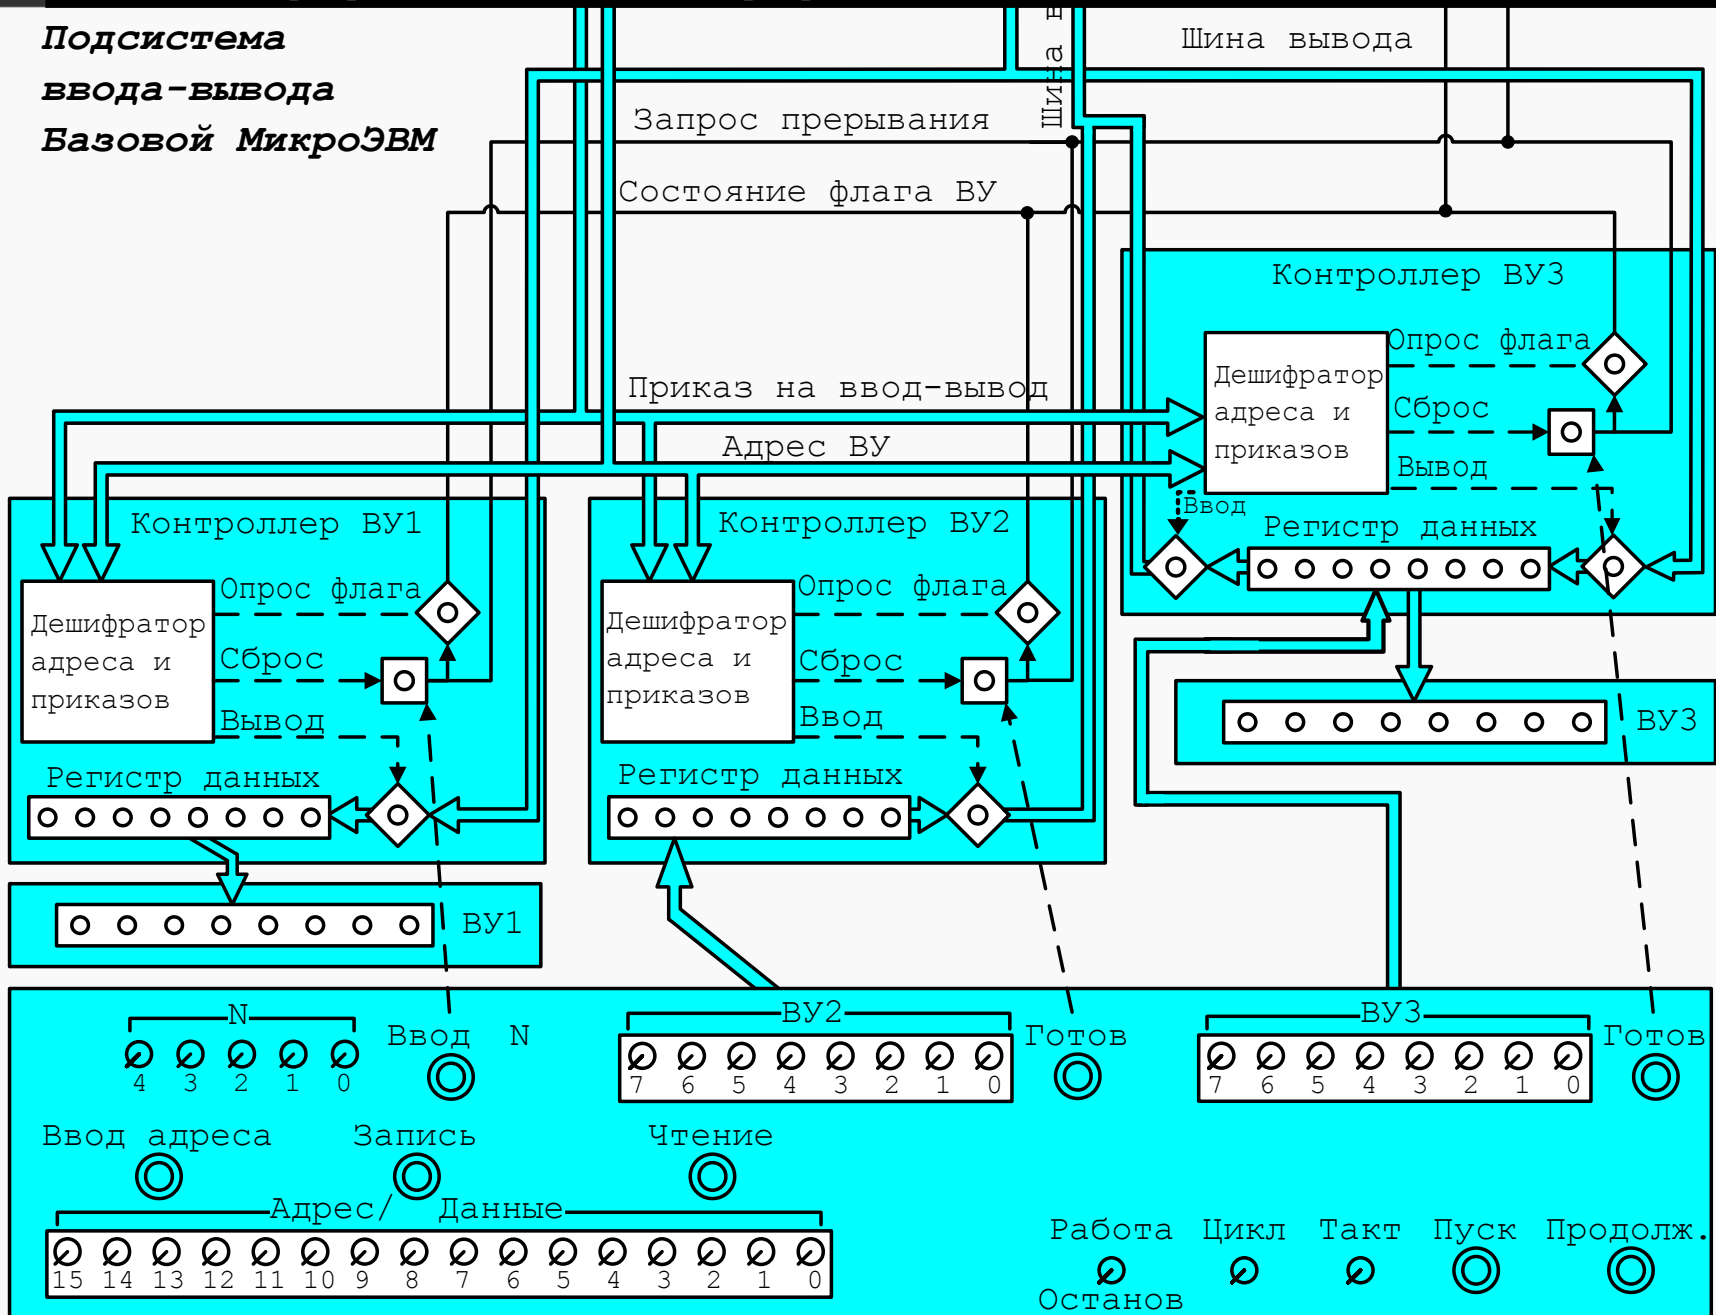 Подсистема
ввода-вывода
Базовой МикроЭВМ
Шина вывода
Шина в
Запрос прерывания
Состояние флага ВУ
Приказ на ввод-вывод
Адрес ВУ
Контроллер ВУ3
Дешифратор
адреса и
приказов
Опрос флага
Сброс
Вывод
Ввод
Регистр данных
ВУ3
Контроллер ВУ1
Дешифратор
адреса и
приказов
Опрос флага
Сброс
Вывод
Регистр данных
ВУ1
Контроллер ВУ2
Дешифратор
адреса и
приказов
Опрос флага
Сброс
Ввод
Регистр данных
N
4 3 2 1 0
Ввод N
ВУ2
7 6 5 4 3 2 1 0
Готов
ВУ3
7 6 5 4 3 2 1 0
Готов
Ввод адреса
Запись
Чтение
Адрес/ Данные
15 14 13 12 11 10 9 8 7 6 5 4 3 2 1 0
Работа
Останов
Цикл
Такт
Пуск
Продолж.